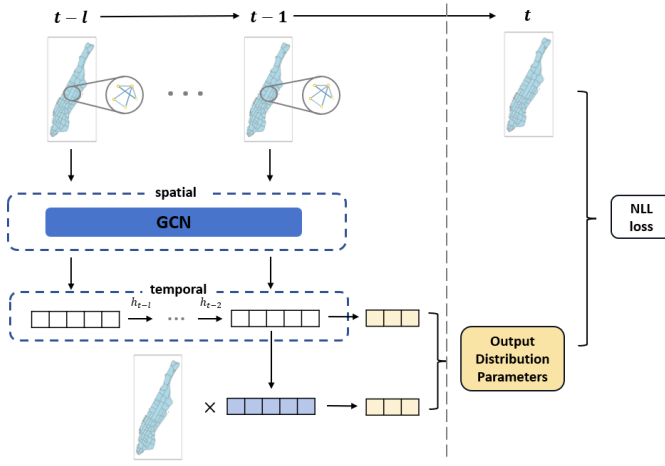 t − l
t − 1
t
spatial
GCN
temporal
h_{t−l}
h_{t−2}
NLL
loss
Output
Distribution
Parameters
×